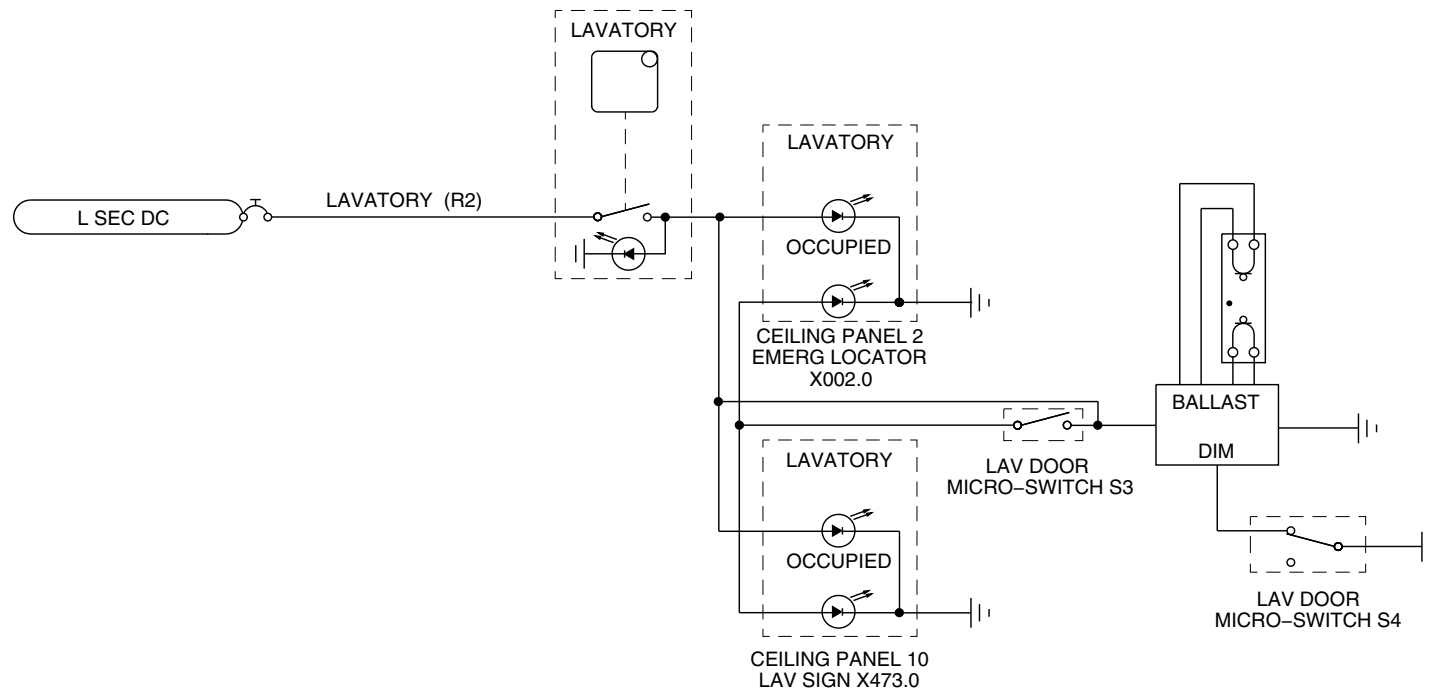 LAVATORY
L SEC DC
LAVATORY (R2)
LAVATORY
OCCUPIED
CEILING PANEL 2
EMERG LOCATOR
X002.0
BALLAST
DIM
LAV DOOR
MICRO–SWITCH S3
LAVATORY
OCCUPIED
CEILING PANEL 10
LAV SIGN X473.0
LAV DOOR
MICRO–SWITCH S4